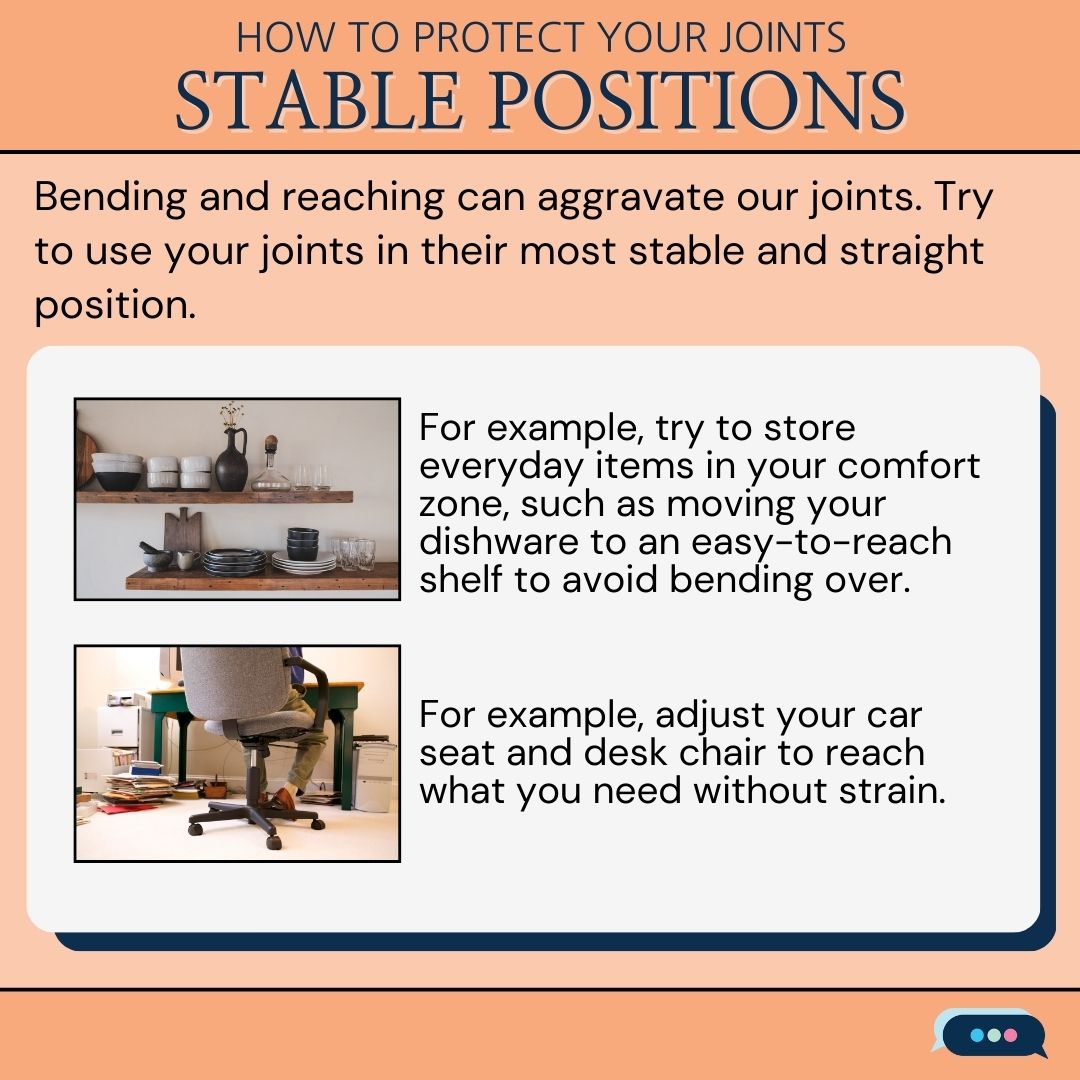 HOW TO PROTECT YOUR JOINTS
STABLE POSITIONS
Bending and reaching can aggravate our joints. Try
to use your joints in their most stable and straight
position.
For example, try to store
everyday items in your comfort
zone, such as moving your
dishware to an easy-to-reach
shelf to avoid bending over.
For example, adjust your car
seat and desk chair to reach
what you need without strain.